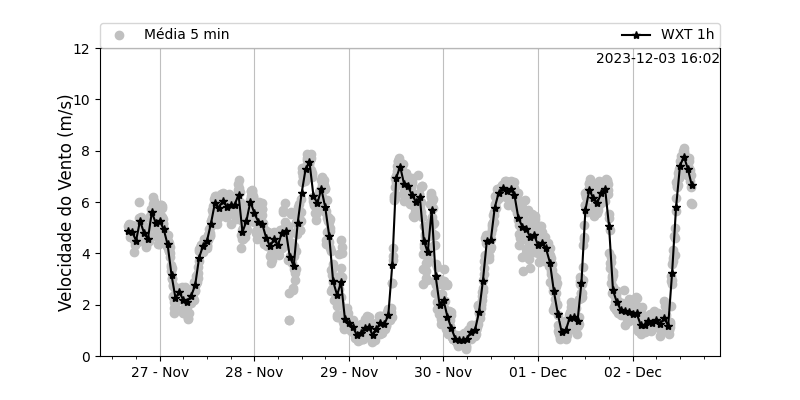 Média 5 min
WXT 1h
2023-12-03 16:02
Velocidade do Vento (m/s)
12
10
8
6
4
2
0
27 - Nov
28 - Nov
29 - Nov
30 - Nov
01 - Dec
02 - Dec